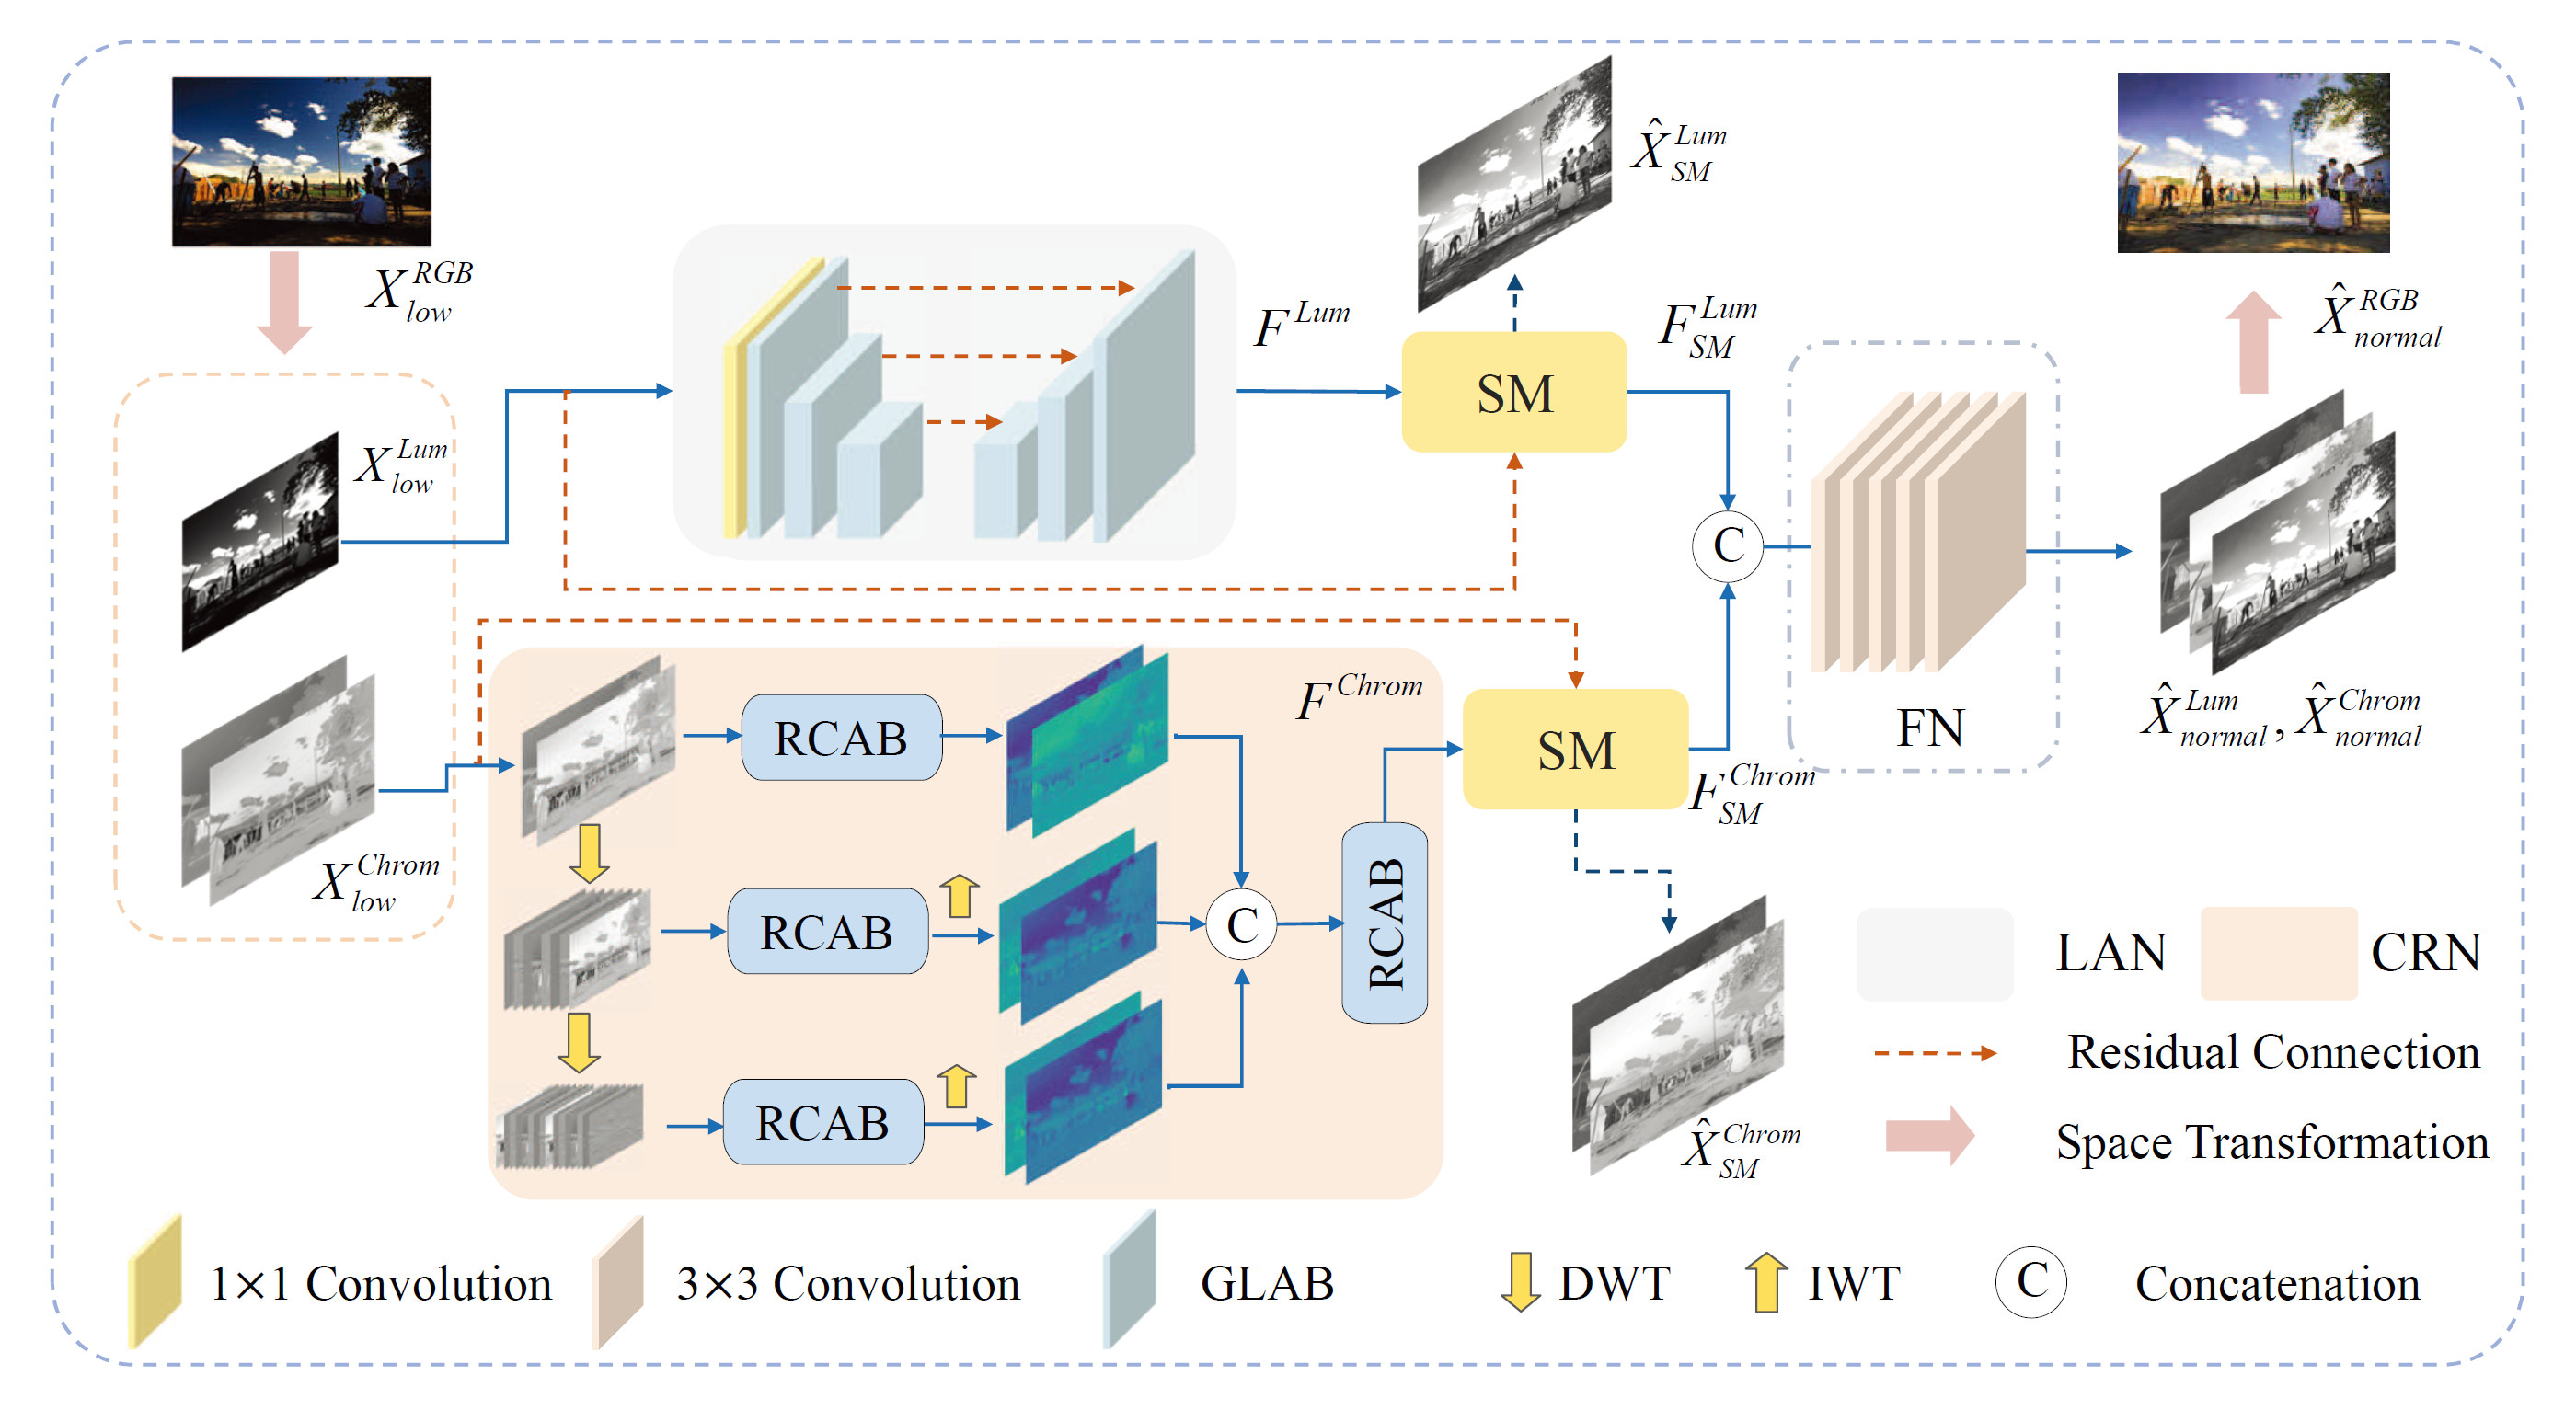 X_{low}^{RGB}
X_{low}^{Lum}
X_{low}^{Chrom}
F^{Lum}
\hat{X}_{SM}^{Lum}
SM
F_{SM}^{Lum}
C
FN
\hat{X}_{normal}^{RGB}
\hat{X}_{normal}^{Lum}, \hat{X}_{normal}^{Chrom}
RCAB
RCAB
RCAB
C
RCAB
F^{Chrom}
SM
F_{SM}^{Chrom}
\hat{X}_{SM}^{Chrom}
LAN
CRN
Residual Connection
Space Transformation
1×1 Convolution
3×3 Convolution
GLAB
DWT
IWT
C
Concatenation